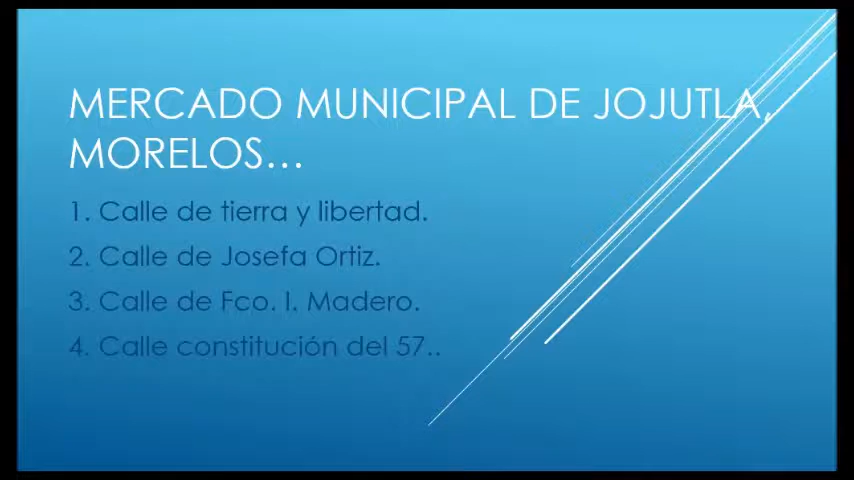 MERCADO MUNICIPAL DE JOJUTLA,
MORELOS...
1. Calle de tierra y libertad.
2. Calle de Josefa Ortiz.
3. Calle de Fco. I. Madero.
4. Calle constitución del 57..